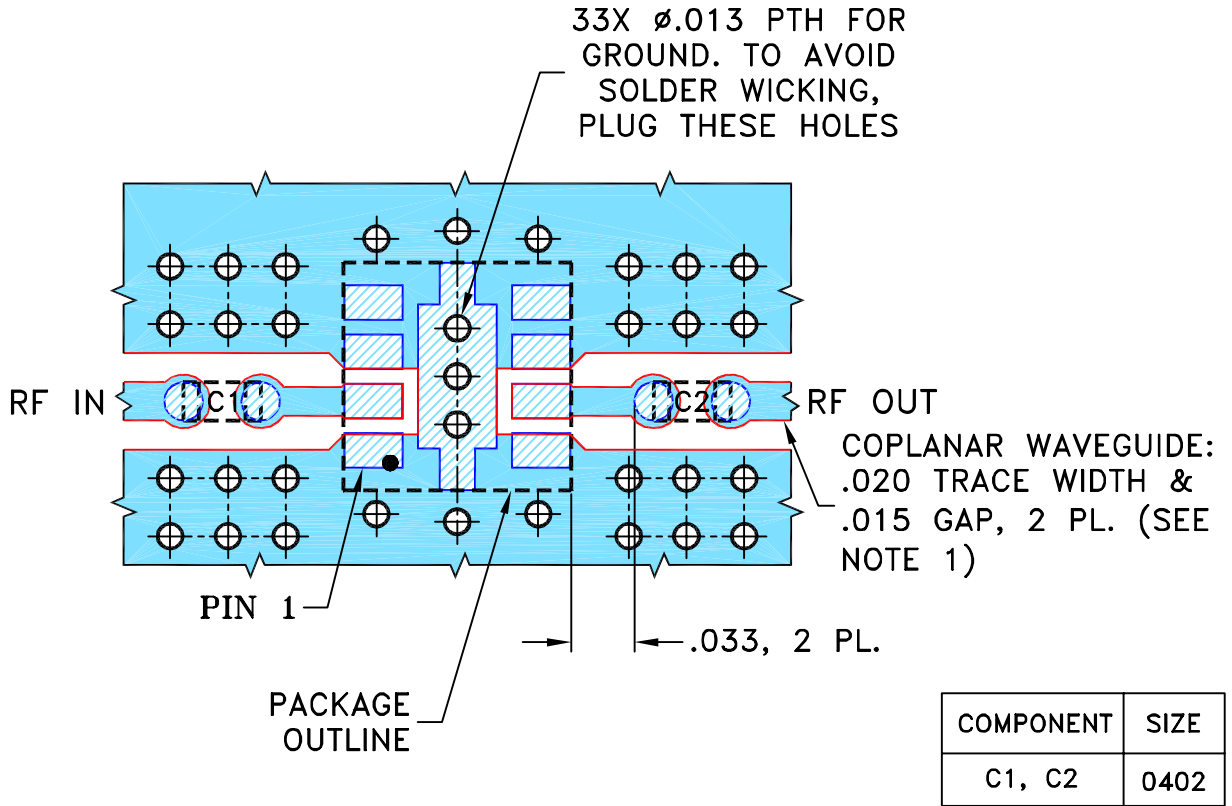 33X ø.013 PTH FOR
GROUND. TO AVOID
SOLDER WICKING,
PLUG THESE HOLES
RF IN
C1
C2
RF OUT
COPLANAR WAVEGUIDE:
.020 TRACE WIDTH &
.015 GAP, 2 PL. (SEE
NOTE 1)
PIN 1
.033, 2 PL.
PACKAGE
OUTLINE
COMPONENT SIZE
C1, C2 0402